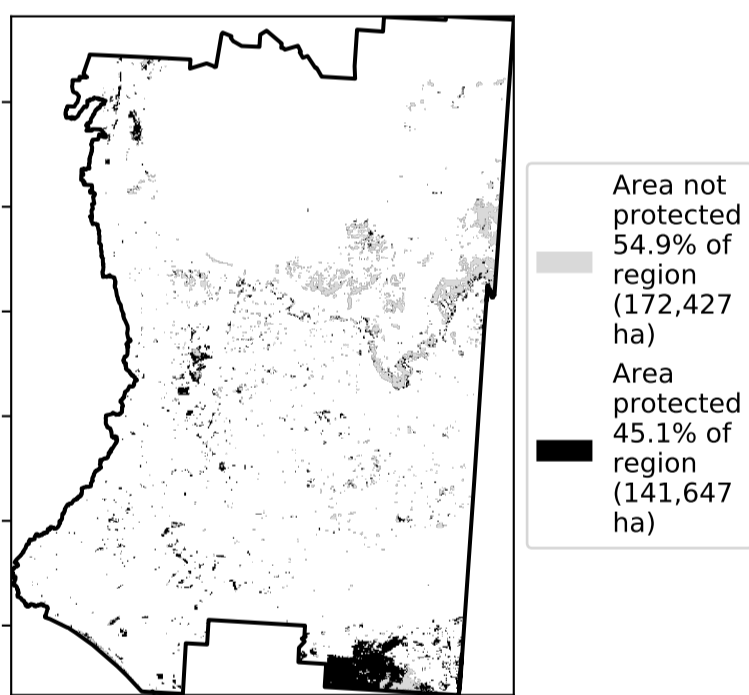 Area not
protected
54.9% of
region
(172,427
ha)
Area
protected
45.1% of
region
(141,647
ha)